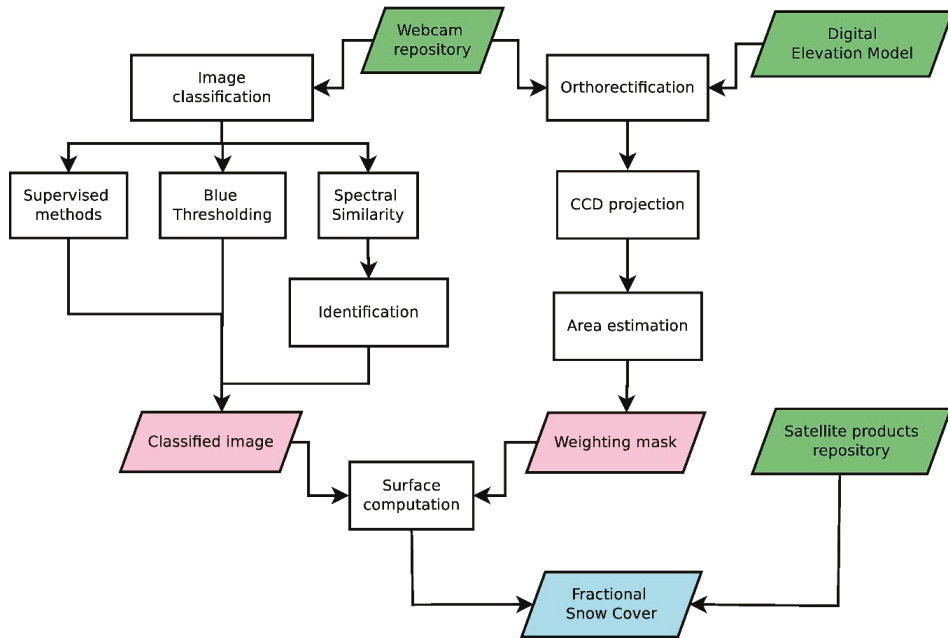 Webcam
repository
Digital
Elevation Model
Image
classification
Orthorectification
Supervised
methods
Blue
Thresholding
Spectral
Similarity
CCD projection
Identification
Area estimation
Classified image
Weighting mask
Satellite products
repository
Surface
computation
Fractional
Snow Cover